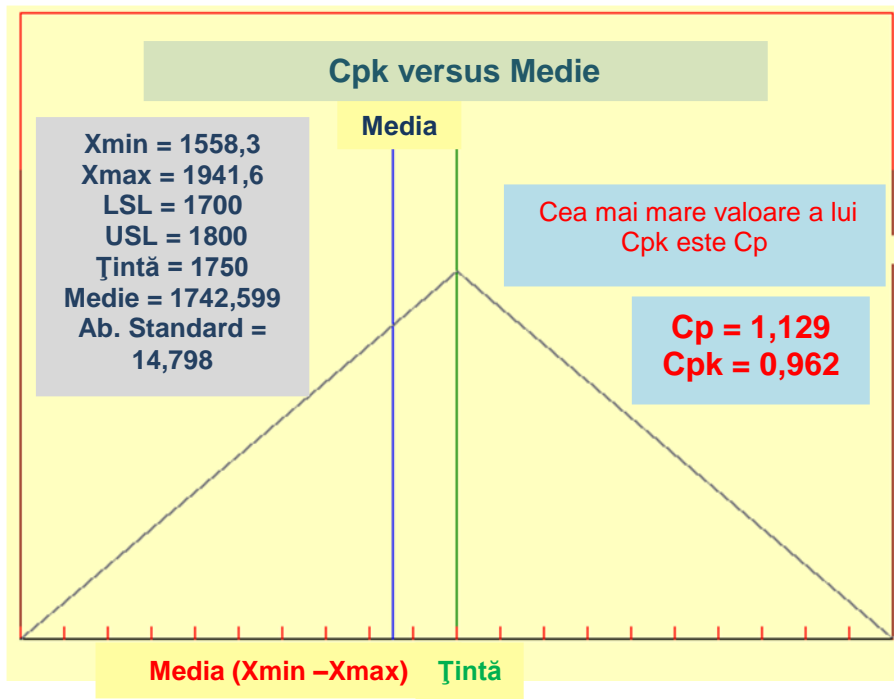 Cpk versus Medie
Media
Xmin = 1558,3
Xmax = 1941,6
LSL = 1700
USL = 1800
Ţintă = 1750
Medie = 1742,599
Ab. Standard =
14,798
Cea mai mare valoare a lui
Cpk este Cp
Cp = 1,129
Cpk = 0,962
Media (Xmin –Xmax) Ţintă